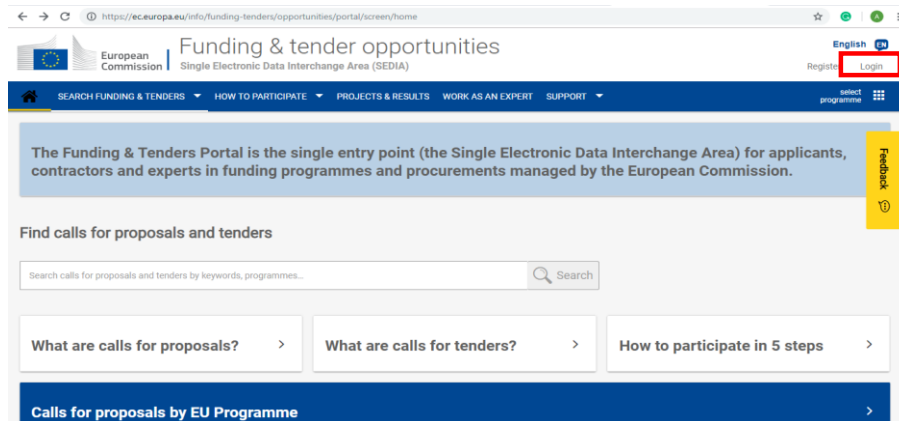 https://ec.europa.eu/info/funding-tenders/opportunities/portal/screen/home
A
European
Commission
Funding & tender opportunities
Single Electronic Data Interchange Area (SEDIA)
English EN
Registe Login
SEARCH FUNDING & TENDERS HOW TO PARTICIPATE PROJECTS & RESULTS WORK AS AN EXPERT SUPPORT
select
programme
The Funding & Tenders Portal is the single entry point (the Single Electronic Data Interchange Area) for applicants,
contractors and experts in funding programmes and procurements managed by the European Commission.
Feedback
Find calls for proposals and tenders
Search calls for proposals and tenders by keywords, programmes...
Search
What are calls for proposals?
What are calls for tenders?
How to participate in 5 steps
Calls for proposals by EU Programme